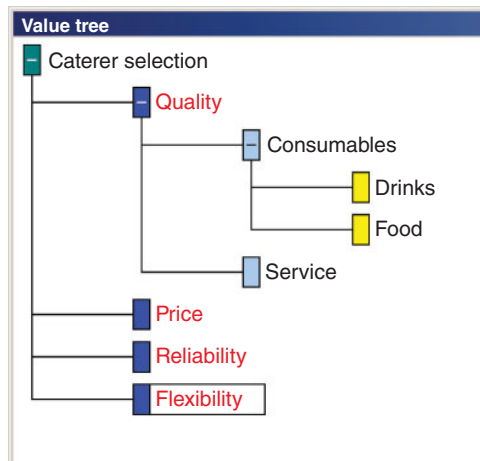 Value tree
Caterer selection
Quality
Consumables
Drinks
Food
Service
Price
Reliability
Flexibility